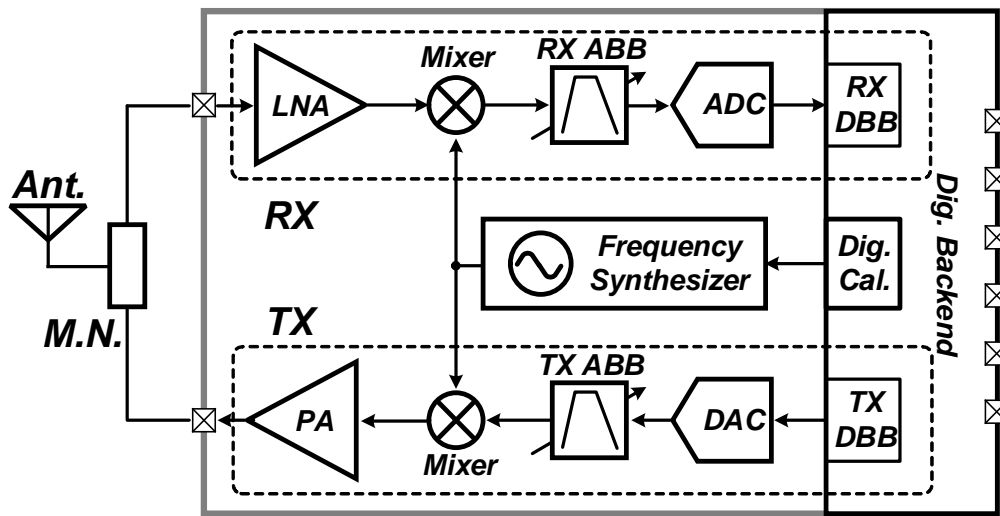 Mixer
RX ABB
LNA
ADC
RX
DBB
Ant.
RX
Frequency
Synthesizer
Dig.
Cal.
Dig. Backend
M.N.
TX
TX ABB
PA
Mixer
DAC
TX
DBB